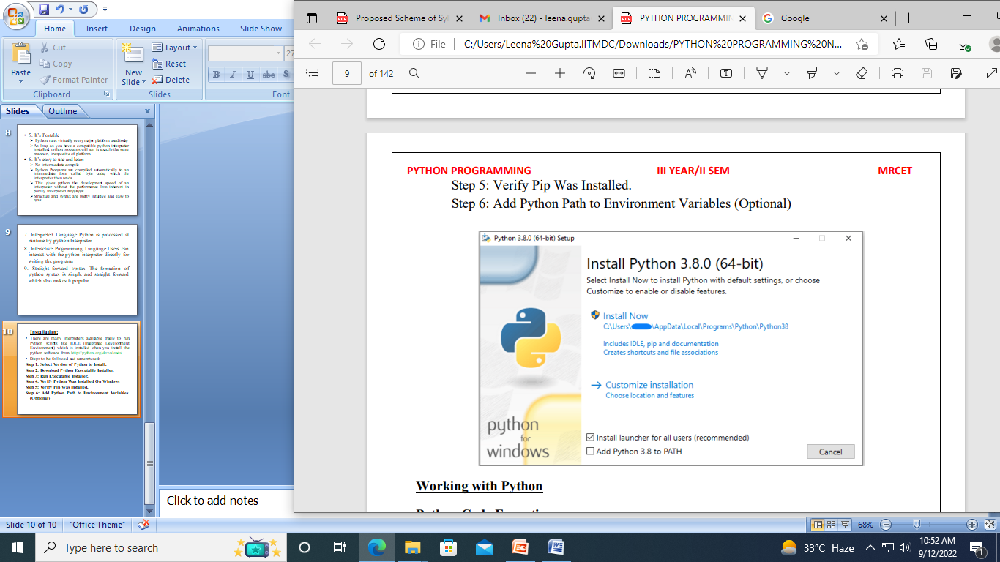 Home
Insert
Design
Animations
Slide Show
Paste
Cut
Copy
Format Painter
Clipboard
New
Slide
Layout
Reset
Delete
Slides
27
B I U abc S
Font
Slides
Outline
x
8
• 5. It's Portable
Python runs virtually every major platform used today
As long as you have a compatible python interpreter
installed, python programs will run in exactly the same
manner, irrespective of platform.
• 6. It's easy to use and learn
No intermediate compile
Python Programs are compiled automatically to an
intermediate form called byte code, which the
interpreter then reads.
This gives python the development speed of an
interpreter without the performance loss inherent in
purely interpreted languages.
Structure and syntax are pretty intuitive and easy to
9
7. Interpreted Language Python is processed at
runtime by python Interpreter
8. Interactive Programming Language Users can
interact with the python interpreter directly for
writing the programs
9. Straight forward syntax The formation of
python syntax is simple and straight forward
which also makes it popular.
10
Installation:
• There are many interpreters available freely to run
Python scripts like IDLE (Integrated Development
Environment) which is installed when you install the
python software from http://python.org/downloads
• Steps to be followed and remembered:
Step 1: Select Version of Python to Install.
Step 2: Download Python Executable Installer.
Step 3: Run Executable Installer.
Step 4: Verify Python Was Installed On Windows
Step 5: Verify Pip Was Installed.
Step 6: Add Python Path to Environment Variables
(Optional)
Click to add notes
Slide 10 of 10
"Office Theme"
68%
PDF Proposed Scheme of Syl
Inbox (22) - leena.gupta
PDF PYTHON PROGRAMMIN
Google
File
C:/Users/Leena%20Gupta.IITMDC/Downloads/PYTHON%20PROGRAMMING%20N...
9 of 142
PYTHON PROGRAMMING III YEAR/II SEM MRCET
Step 5: Verify Pip Was Installed.
Step 6: Add Python Path to Environment Variables (Optional)
Python 3.8.0 (64-bit) Setup
Install Python 3.8.0 (64-bit)
Select Install Now to install Python with default settings, or choose
Customize to enable or disable features.
Install Now
C:\Users\ \AppData\Local\Programs\Python\Python38
Includes IDLE, pip and documentation
Creates shortcuts and file associations
Customize installation
Choose location and features
python
for
windows
Install launcher for all users (recommended)
Add Python 3.8 to PATH
Cancel
Working with Python
Type here to search
33°C Haze
10:52 AM
9/12/2022
1